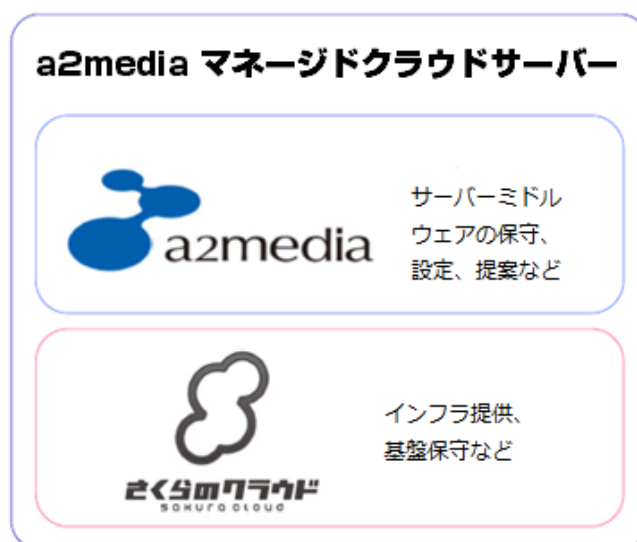 a2media マネージドクラウドサーバー
a2media
サーバーミドル
ウェアの保守、
設定、提案など
さくらのクラウド
SAKURA CLOUD
インフラ提供、
基盤保守など